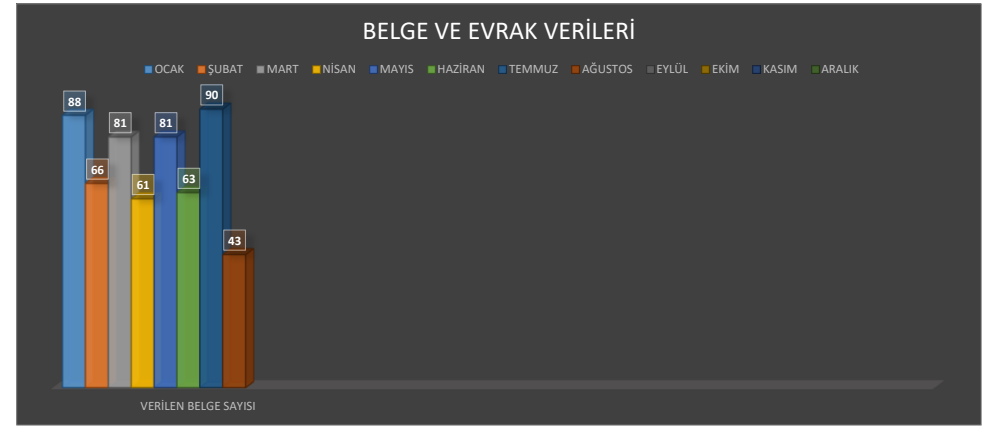 BELGE VE EVRAK VERİLERİ
OCAK ŞUBAT MART NİSAN MAYIS HAZİRAN TEMMUZ AĞUSTOS EYLÜL EKİM KASIM ARALIK
88
66
81
61
81
63
90
43
VERİLEN BELGE SAYISI